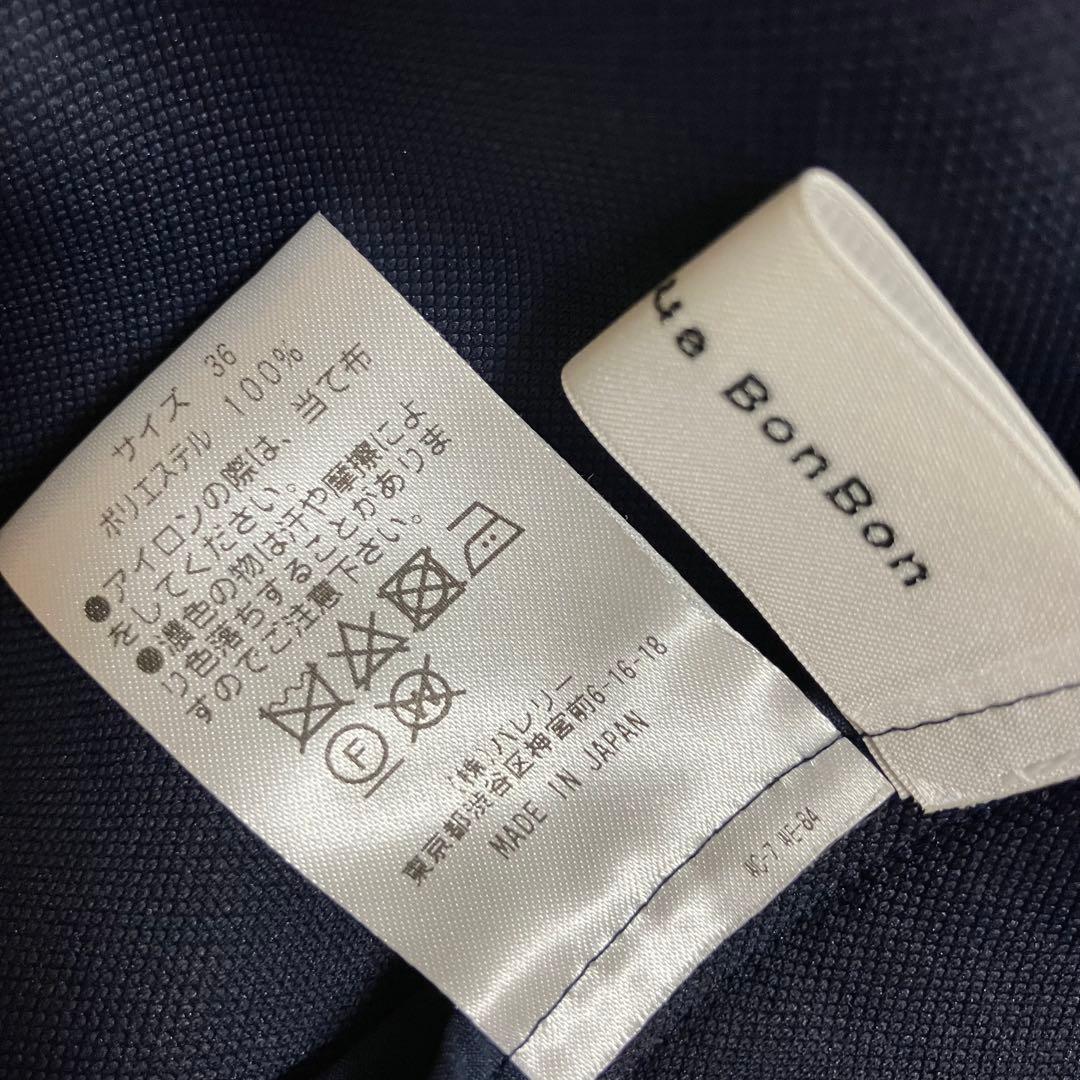 サイズ 36
ポリエステル 100%
●アイロンの際は、当て布
をしてください。
●濃色の物は汗や摩擦によ
り色落ちすることがありま
すのでご注意下さい。
F
W
(株)ハレリー
東京都渋谷区神宮前6-16-18
MADE IN JAPAN
ue BonBon